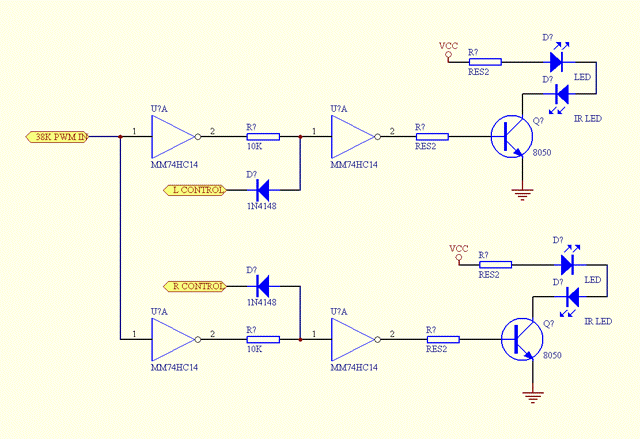 D?
VCC
R?
RES2
LED
D?
IR LED
U?A
U?A
38K PWM IN
1
2
R?
10K
1
2
R?
RES2
Q?
8050
MM74HC14
MM74HC14
D?
L CONTROL
1N4148
D?
VCC
R?
RES2
LED
D?
IR LED
D?
R CONTROL
1N4148
U?A
U?A
1
2
R?
10K
1
2
R?
RES2
Q?
8050
MM74HC14
MM74HC14